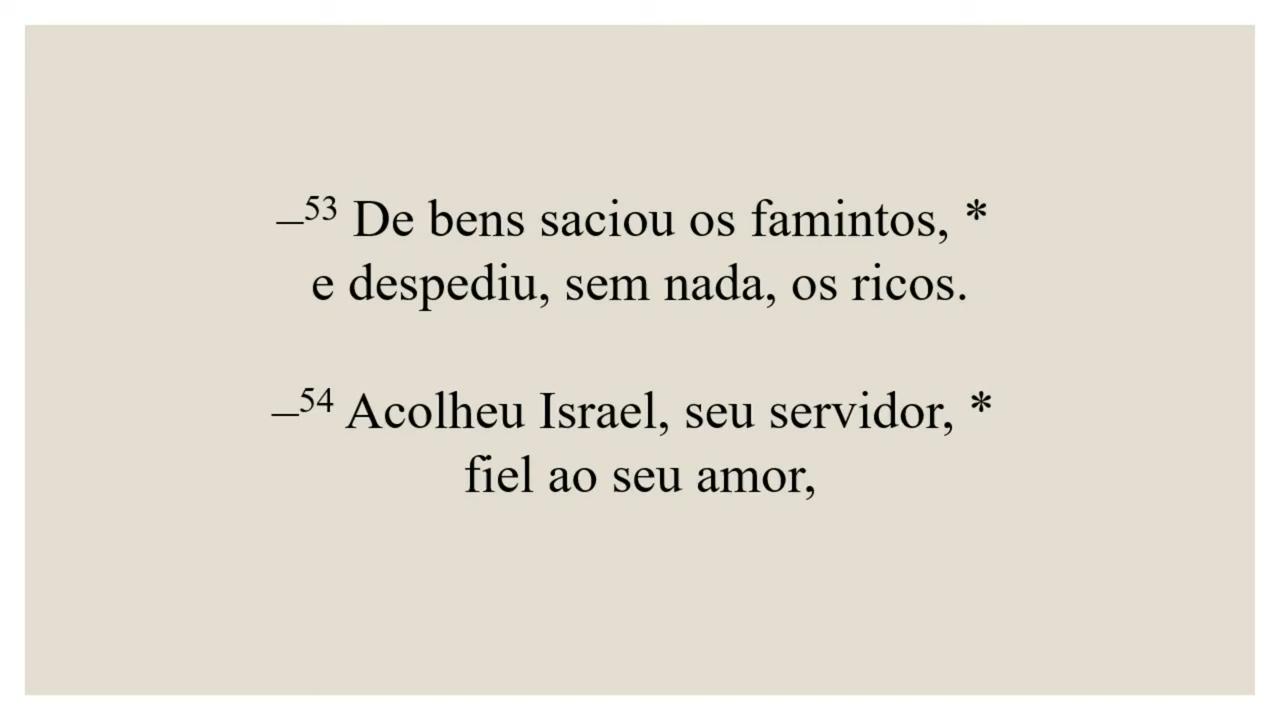 –⁵³ De bens saciou os famintos, *
e despediu, sem nada, os ricos.
–⁵⁴ Acolheu Israel, seu servidor, *
fiel ao seu amor,